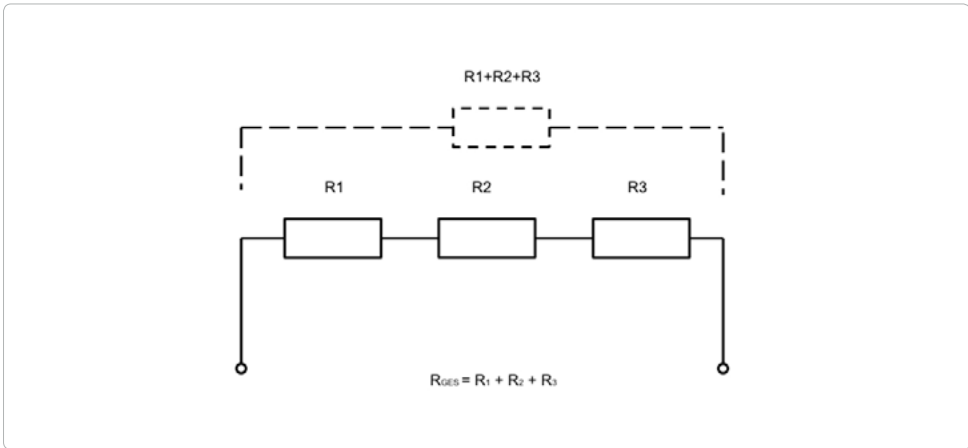 R1+R2+R3
R1 R2 R3
RGES = R1 + R2 + R3